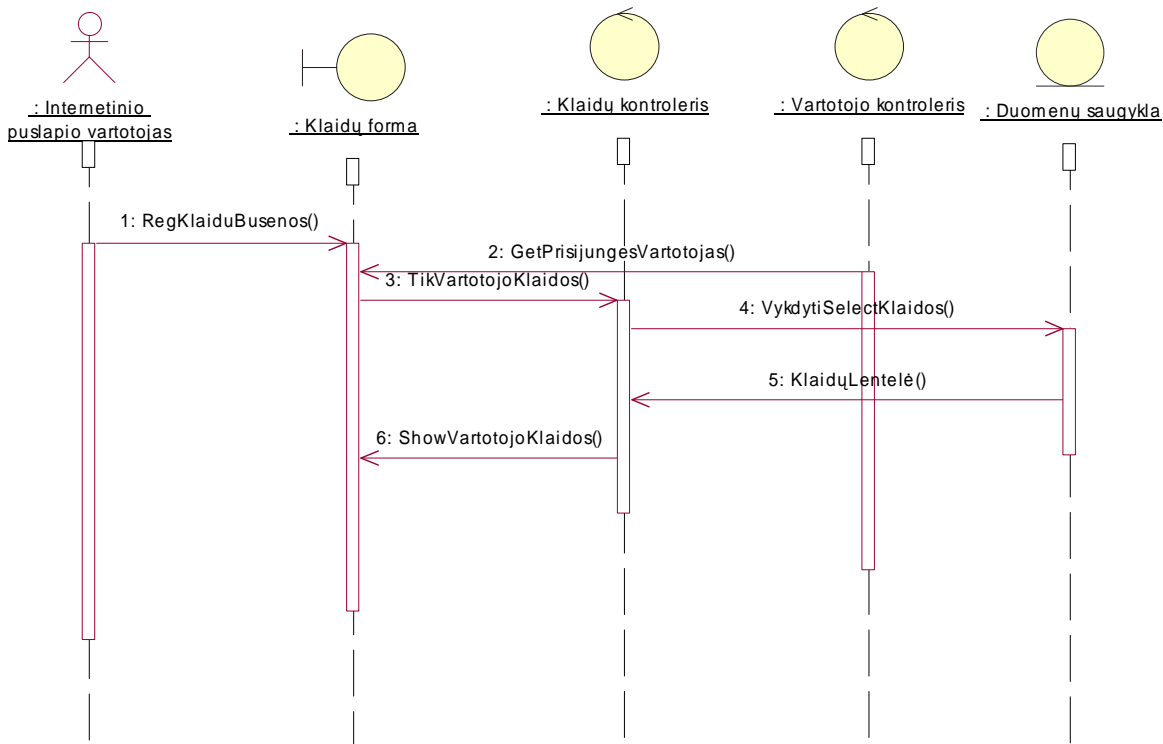 : Internetinio
puslapio vartotojas
: Klaidų forma
: Klaidų kontroleris
: Vartotojo kontroleris
: Duomenų saugykla
1: RegKlaiduBusenos()
2: GetPrisijungesVartotojas()
3: TikVartotojoKlaidos()
4: VykdytiSelectKlaidos()
5: KlaidųLentelė()
6: ShowVartotojoKlaidos()